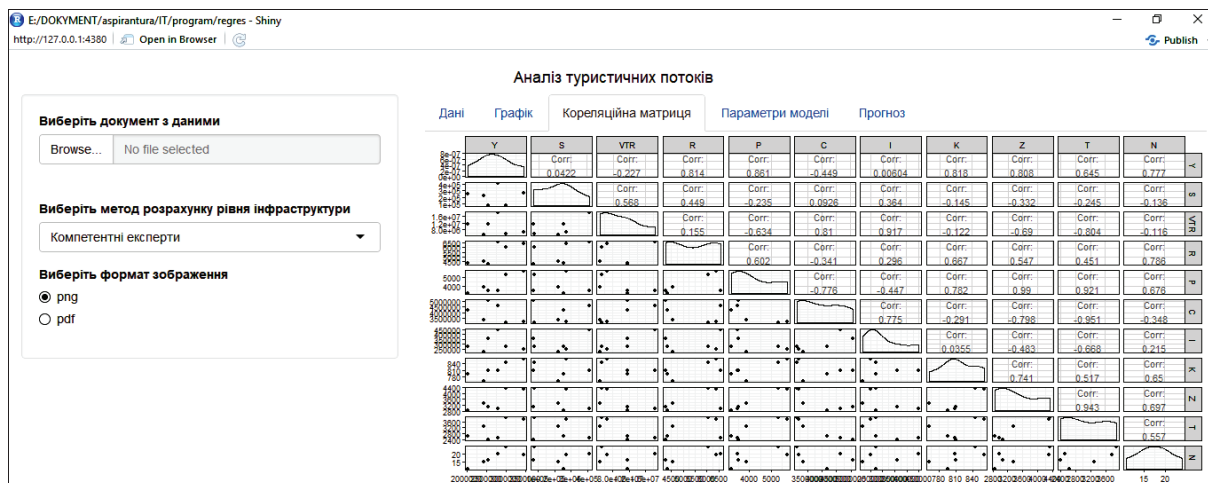 E:/DOKYMENT/aspirantura/IT/program/regres - Shiny
http://127.0.0.1:4380 Open in Browser Publish
Аналіз туристичних потоків
Виберіть документ з даними
Browse... No file selected
Виберіть метод розрахунку рівня інфраструктури
Компетентні експерти
Виберіть формат зображення
png
pdf
Дані Графік Кореляційна матриця Параметри моделі Прогноз
Y S VTR R P C I K Z T N
Corr: Corr: Corr: Corr: Corr: Corr: Corr: Corr: Corr: Corr:
0.0422 -0.227 0.814 0.861 -0.449 0.00604 0.818 0.808 0.645 0.777
Y
Corr: Corr: Corr: Corr: Corr: Corr: Corr: Corr: Corr:
0.568 0.449 -0.235 0.0926 0.364 -0.145 -0.332 -0.245 -0.136
S
1.6e+07
1.2e+07
8.0e+06
Corr: Corr: Corr: Corr: Corr: Corr: Corr: Corr:
0.155 -0.634 0.81 0.917 -0.122 -0.69 -0.804 -0.116
VTR
Corr: Corr: Corr: Corr: Corr: Corr: Corr:
0.602 -0.341 0.296 0.667 0.547 0.451 0.786
R
5000
4000
Corr: Corr: Corr: Corr: Corr: Corr:
-0.776 -0.447 0.782 0.99 0.921 0.676
P
Corr: Corr: Corr: Corr: Corr:
0.775 -0.291 -0.798 -0.951 -0.348
C
Corr: Corr: Corr: Corr:
0.0355 -0.483 -0.668 0.215
I
840
810
780
Corr: Corr: Corr:
0.741 0.517 0.65
K
Corr: Corr:
0.943 0.697
Z
Corr:
0.557
T
20
15
N
4000 5000
780 810 840
15 20